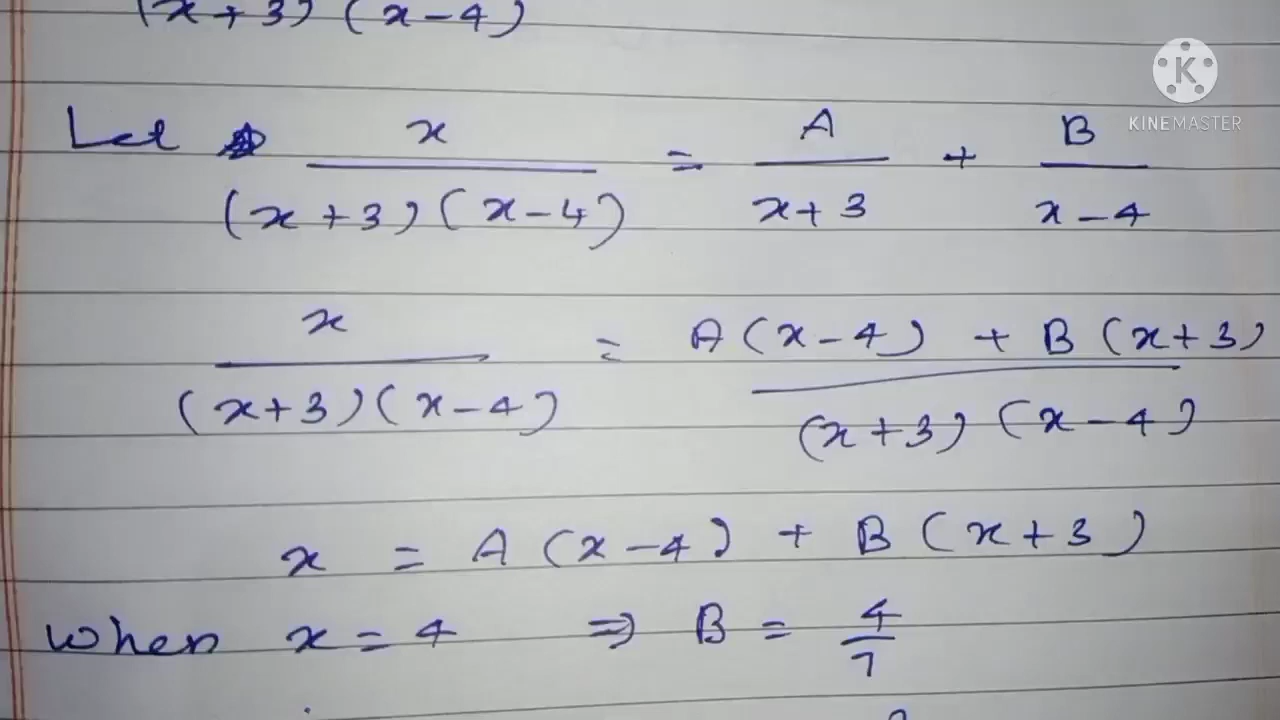 (x+3) (x-4)
Let x/((x+3)(x-4)) = A/(x+3) + B/(x-4)
x/((x+3)(x-4)) = (A(x-4) + B(x+3))/((x+3)(x-4))
x = A(x-4) + B(x+3)
When x=4 ⇒ B = 4/7
K
KINEMASTER